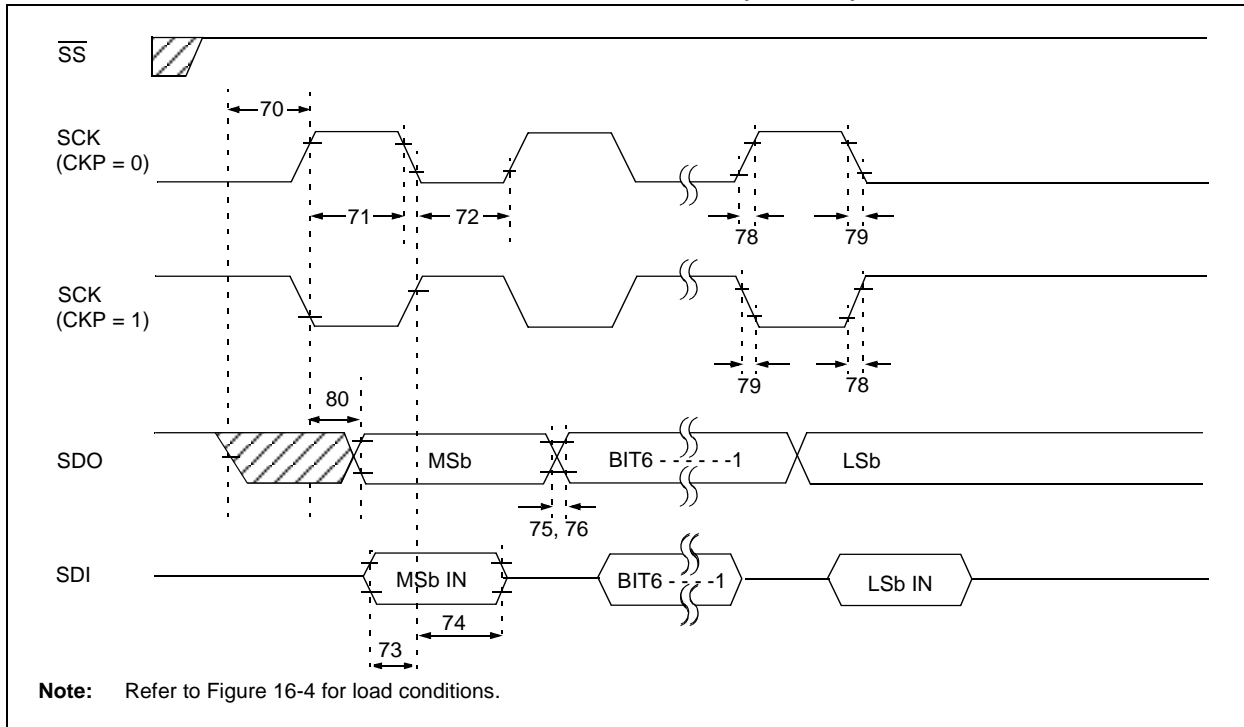 SS
70
SCK
(CKP = 0)
71
72
78
79
SCK
(CKP = 1)
79
78
80
SDO
MSb
BIT6 - - - - - -1
LSb
75, 76
SDI
MSb IN
BIT6 - - - -1
LSb IN
74
73
Note: Refer to Figure 16-4 for load conditions.